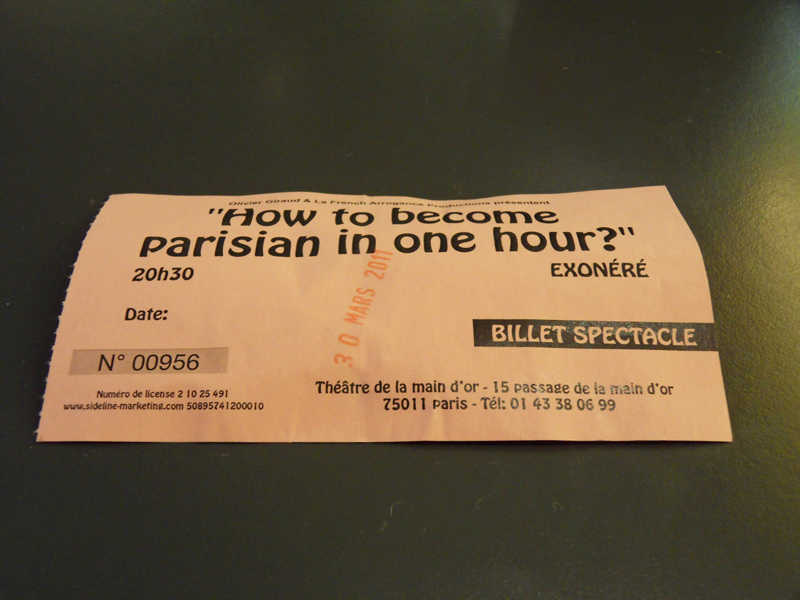 Olivier Giraud & La French Arrogance Productions présentent
"How to become
parisian in one hour?"
20h30
EXONÉRÉ
30 MARS 2011
Date:
BILLET SPECTACLE
N° 00956
Numéro de license 2 10 25 491
www.sideline-marketing.com 50895741200010
Théâtre de la main d'or - 15 passage de la main d'or
75011 Paris - Tél: 01 43 38 06 99